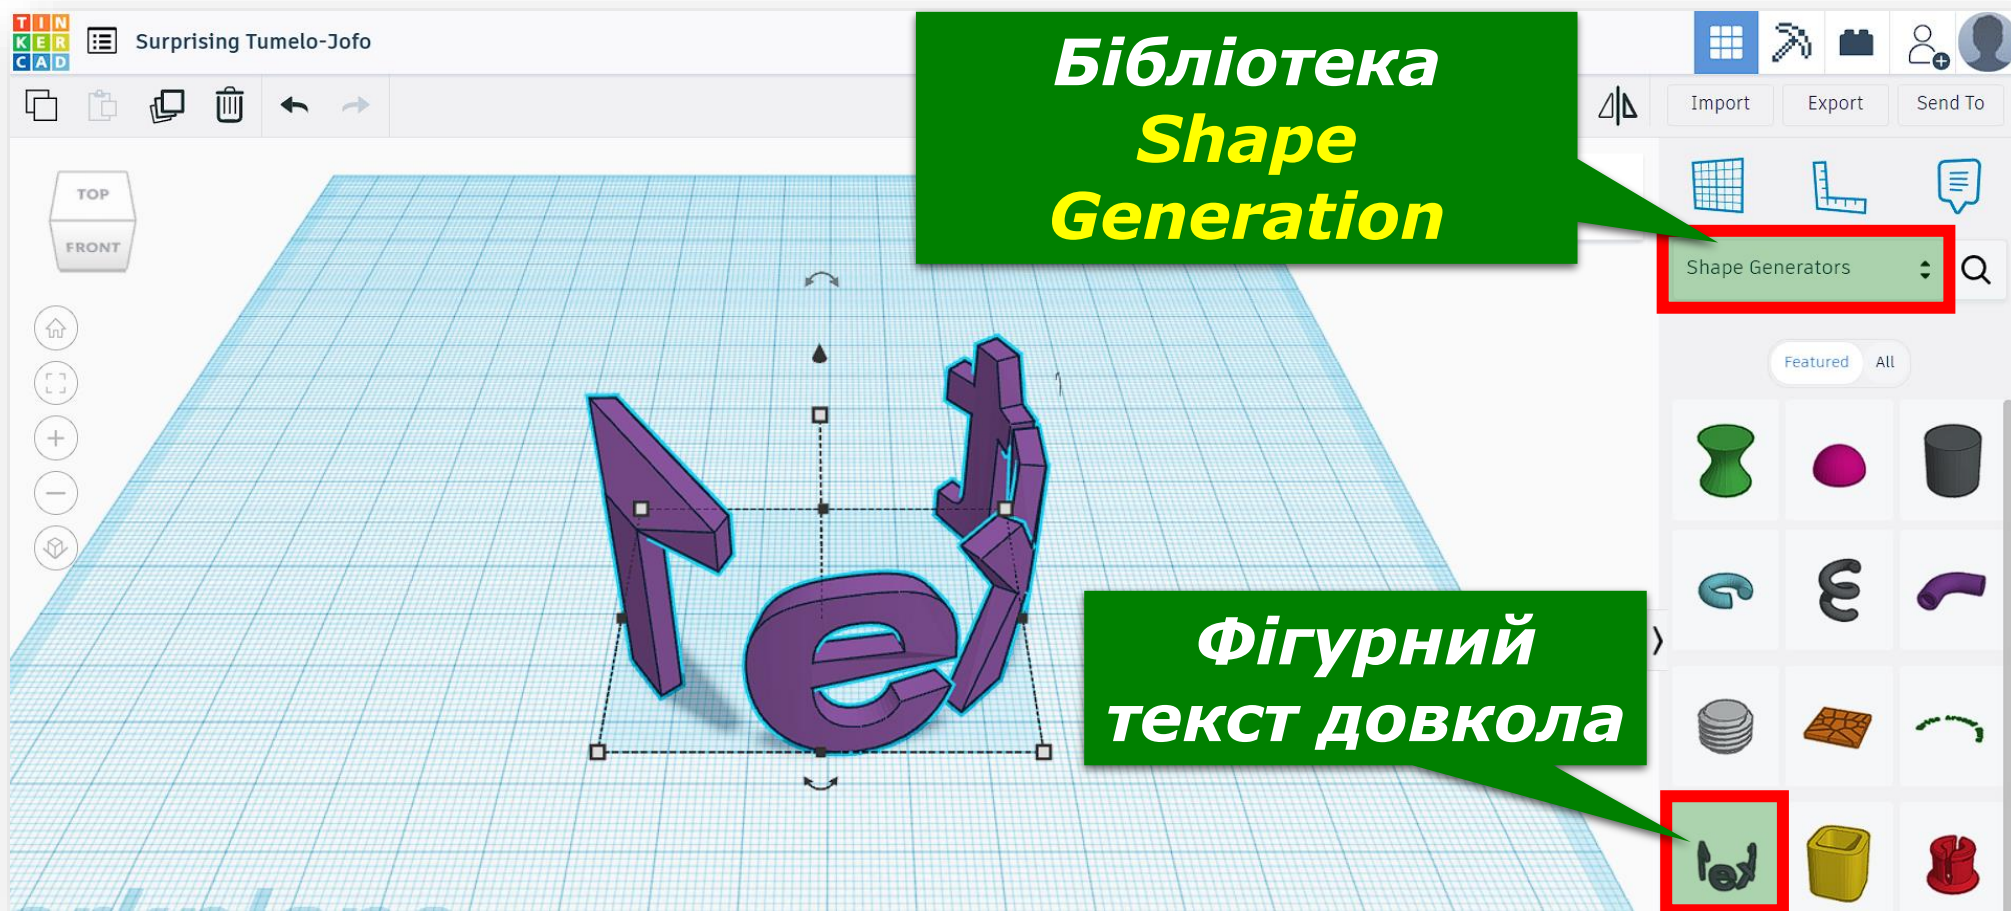 TIN
KER
CAD
Surprising Tumelo-Jofo
Бібліотека
Shape
Generation
Import
Export
Send To
TOP
FRONT
Shape Generators
Featured
All
Text
Фігурний
текст довкола